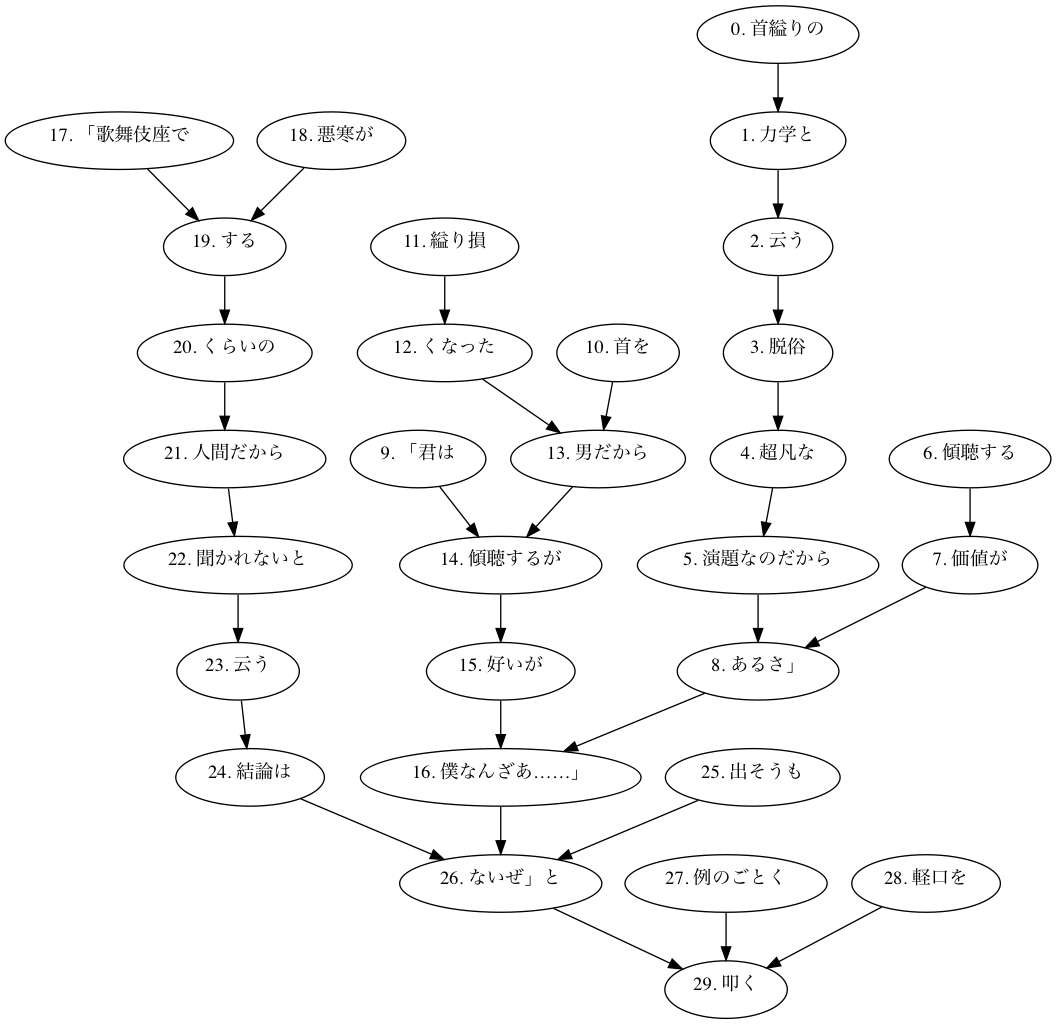 0. 首縊りの
17. 「歌舞伎座で
18. 悪寒が
1. 力学と
19. する
11. 縊り損
2. 云う
20. くらいの
12. くなった
10. 首を
3. 脱俗
21. 人間だから
9. 「君は
13. 男だから
4. 超凡な
6. 傾聴する
22. 聞かれないと
14. 傾聴するが
5. 演題なのだから
7. 価値が
23. 云う
15. 好いが
8. あるさ」
24. 結論は
16. 僕なんざあ……」
25. 出そうも
26. ないぜ」と
27. 例のごとく
28. 軽口を
29. 叩く